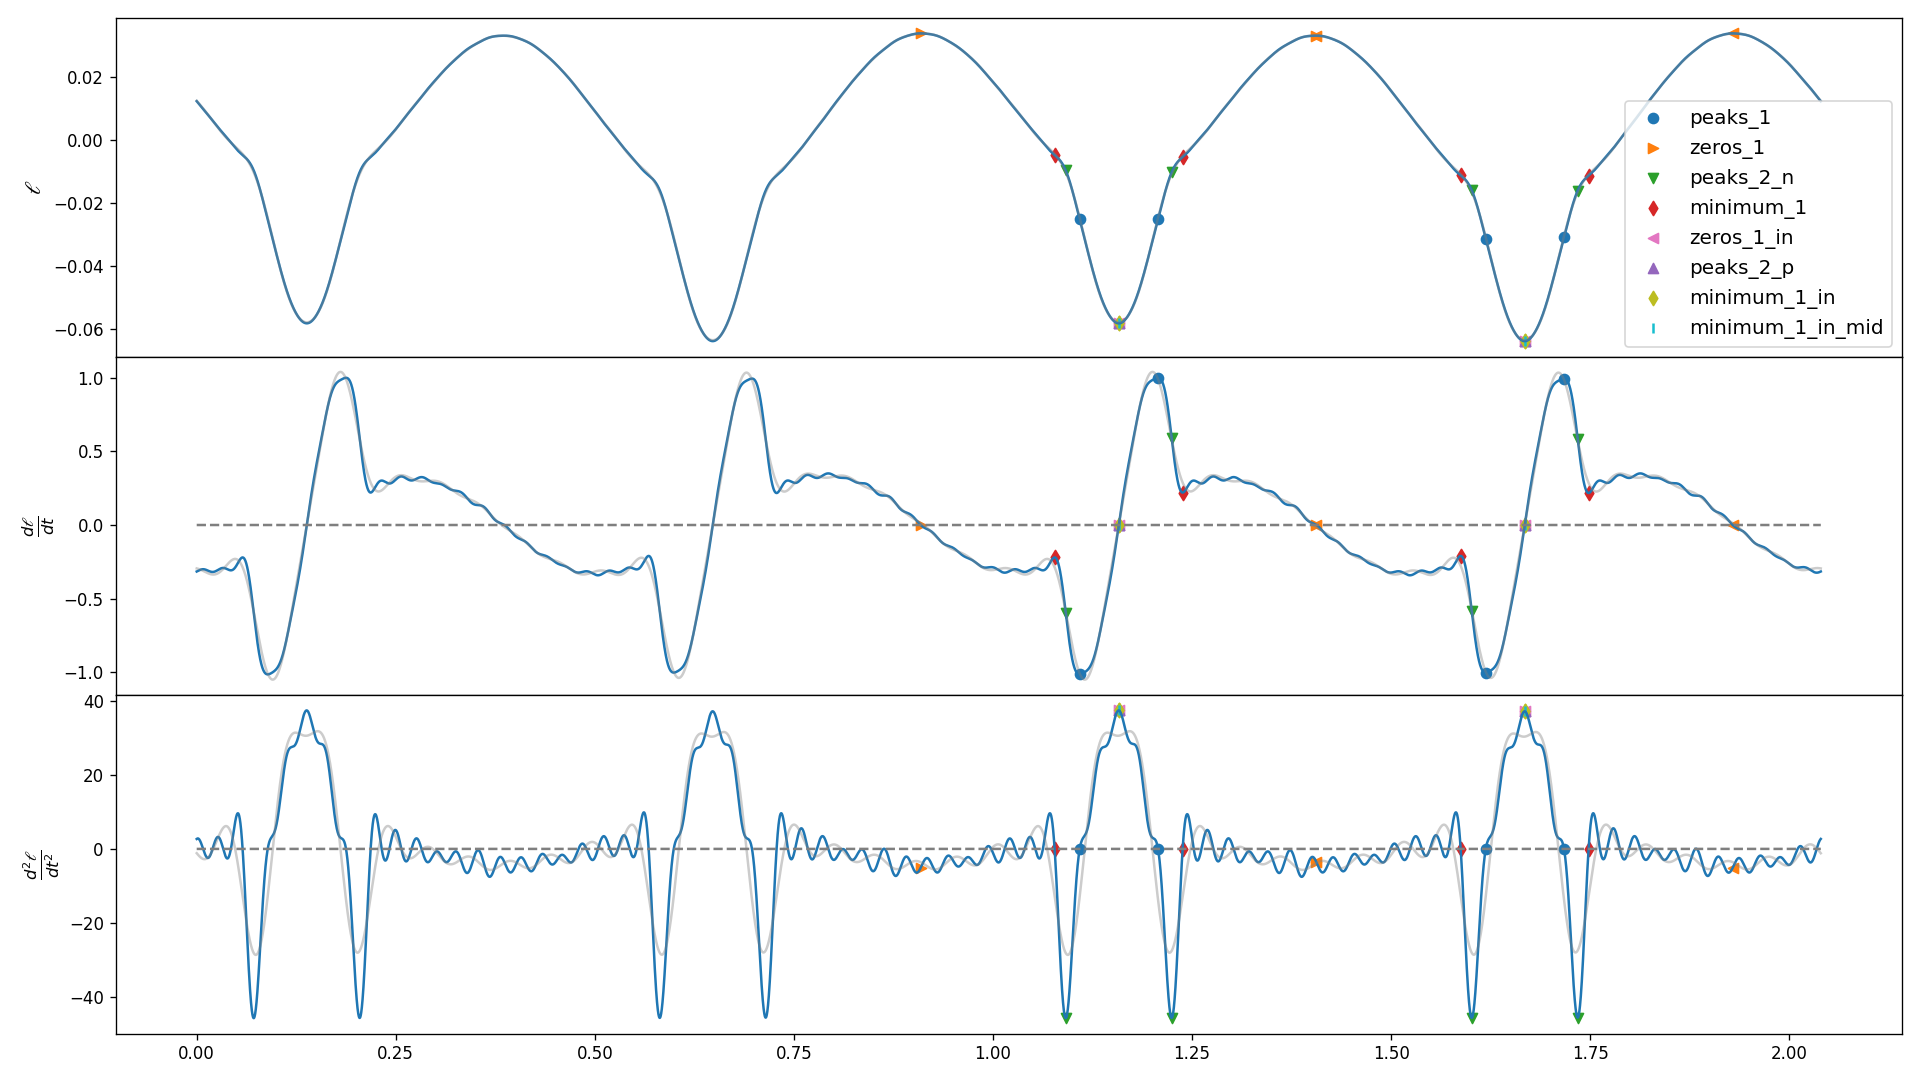 0.02
0.00
−0.02
−0.04
−0.06
ℓ
peaks_1
zeros_1
peaks_2_n
minimum_1
zeros_1_in
peaks_2_p
minimum_1_in
minimum_1_in_mid
1.0
0.5
0.0
−0.5
−1.0
dℓ
dt
40
20
0
−20
−40
d²ℓ
dt²
0.00 0.25 0.50 0.75 1.00 1.25 1.50 1.75 2.00